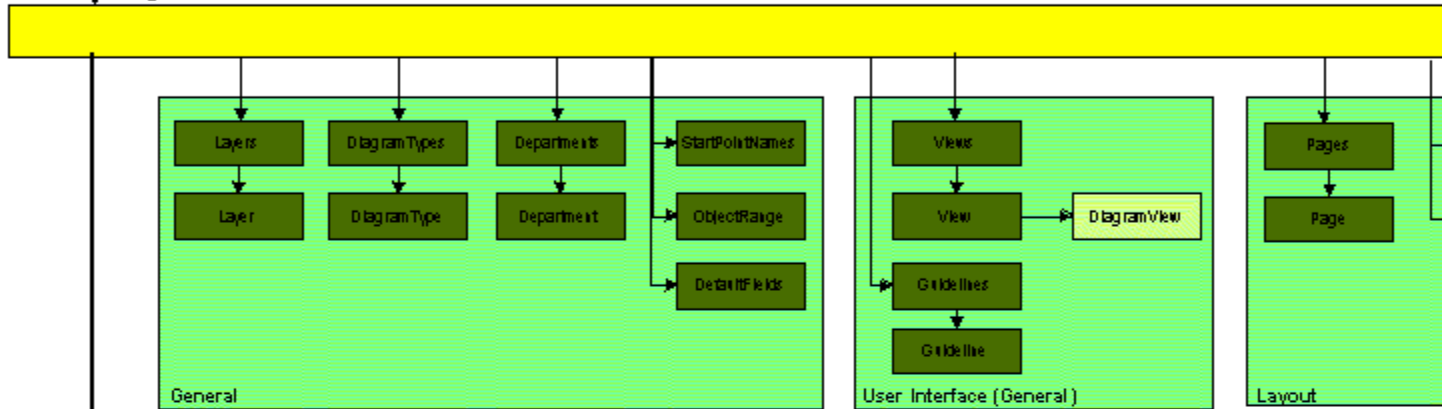 Layers
DiagramTypes
Departments
StartPointNames
Layer
DiagramType
Department
ObjectRange
DefaultFields
General
Views
View
DiagramView
Guidelines
Guideline
User Interface (General)
Pages
Page
Layout